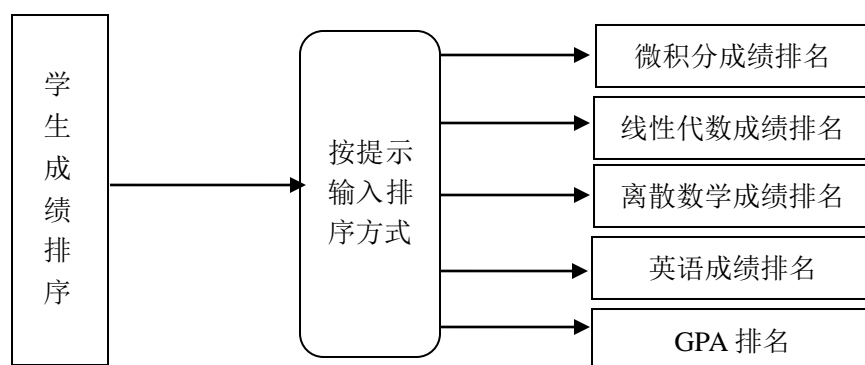 学
生
成
绩
排
序
按提示
输入排
序方式
微积分成绩排名
线性代数成绩排名
离散数学成绩排名
英语成绩排名
GPA 排名